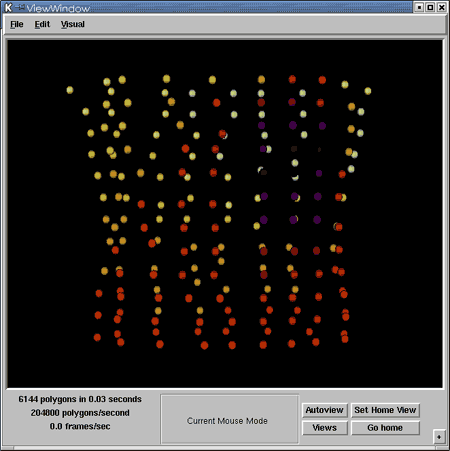 K ViewWindow
File Edit Visual
6144 polygons in 0.03 seconds
204800 polygons/second
0.0 frames/sec
Current Mouse Mode
Autoview Set Home View
Views Go home
+